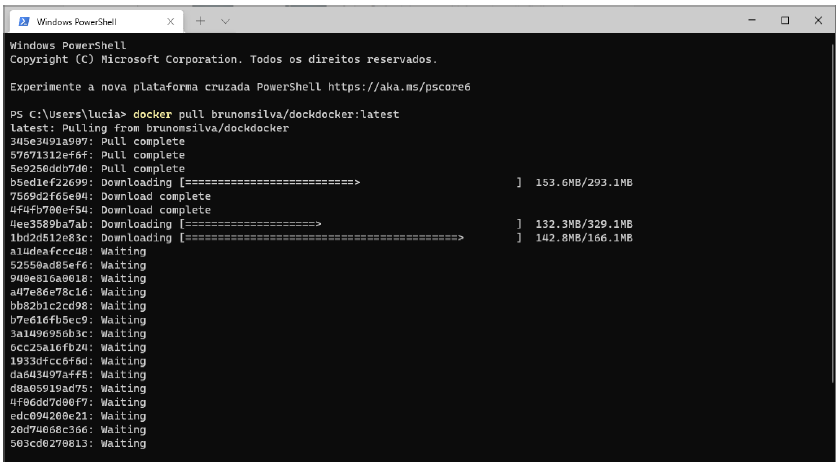 Windows PowerShell
Windows PowerShell
Copyright (C) Microsoft Corporation. Todos os direitos reservados.
Experimente a nova plataforma cruzada PowerShell https://aka.ms/pscore6
PS C:\Users\lucia> docker pull brunomsilva/dockdocker:latest
latest: Pulling from brunomsilva/dockdocker
345e3491a907: Pull complete
57671312ef6f: Pull complete
5e9250ddb7d0: Pull complete
b5ed1ef22699: Downloading [==========================> ] 153.6MB/293.1MB
7569d2f65e04: Download complete
4f4fb700ef54: Download complete
4ee3589ba7ab: Downloading [====================> ] 132.3MB/329.1MB
1bd2d512e83c: Downloading [==========================================> ] 142.8MB/166.1MB
a14deafccc48: Waiting
52550ad85ef6: Waiting
940e816a0018: Waiting
a47e86e78c16: Waiting
bb82b1c2cd98: Waiting
b7e616fb5ec9: Waiting
3a1496956b3c: Waiting
6cc25a16fb24: Waiting
1933dfcc6f6d: Waiting
da643497aff5: Waiting
d8a05919ad75: Waiting
4f06dd7d00f7: Waiting
edc094200e21: Waiting
20d74068c366: Waiting
503cd0270813: Waiting